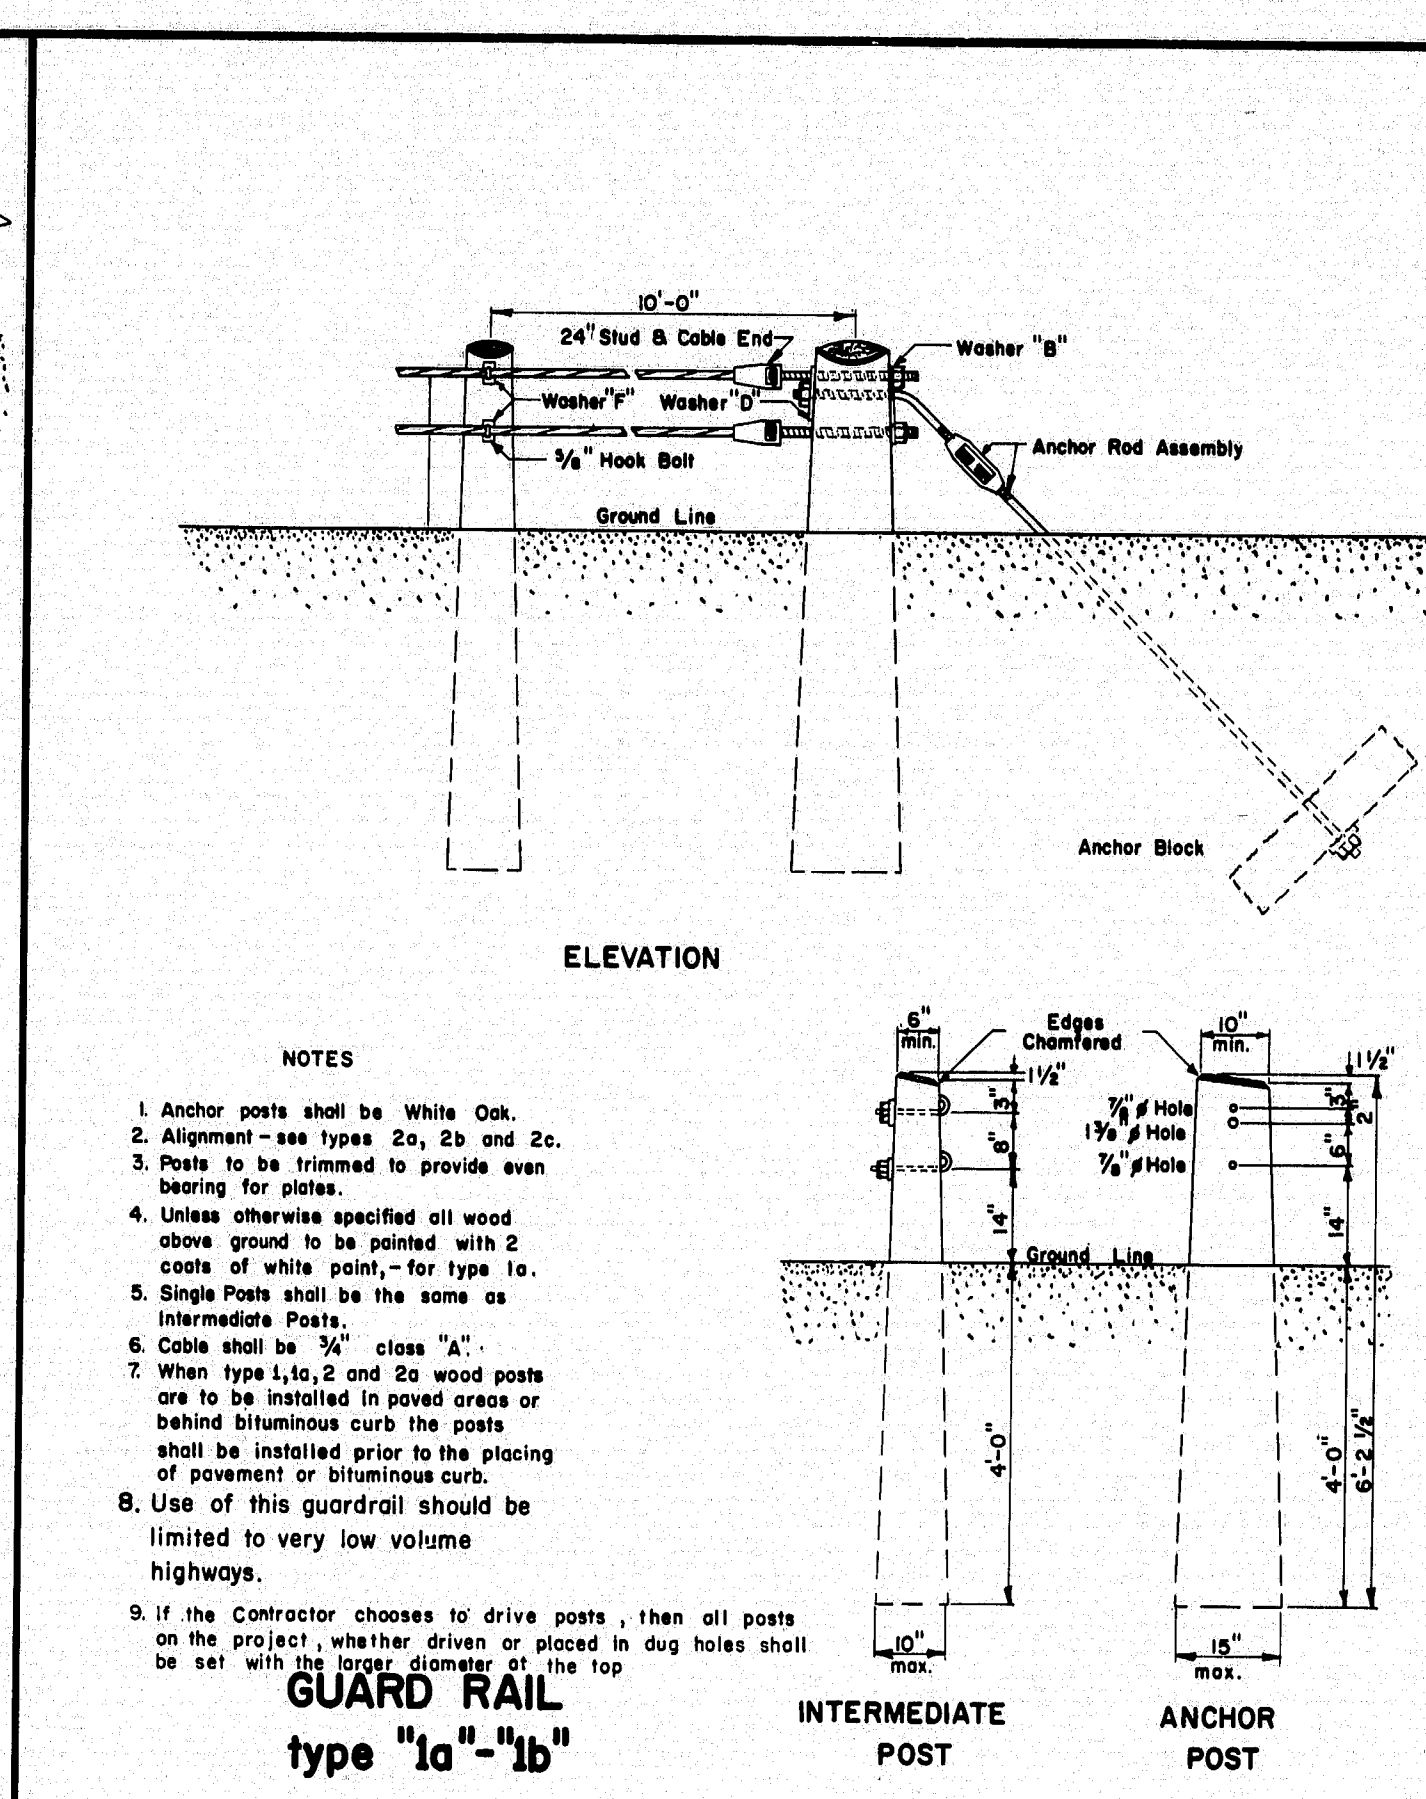 10'-0"
24" Stud & Cable End
Washer "B"
Washer "F"
Washer "D"
5/8" Hook Bolt
Anchor Rod Assembly
Ground Line
Anchor Block
ELEVATION
NOTES
1. Anchor posts shall be White Oak.
2. Alignment - see types 2a, 2b and 2c.
3. Posts to be trimmed to provide even
bearing for plates.
4. Unless otherwise specified all wood
above ground to be painted with 2
coats of white paint, - for type 1a.
5. Single Posts shall be the same as
Intermediate Posts.
6. Cable shall be 3/4" class "A".
7. When type 1, 1a, 2 and 2a wood posts
are to be installed in paved areas or
behind bituminous curb the posts
shall be installed prior to the placing
of pavement or bituminous curb.
8. Use of this guardrail should be
limited to very low volume
highways.
9. If the Contractor chooses to drive posts, then all posts
on the project, whether driven or placed in dug holes shall
be set with the larger diameter at the top
GUARD RAIL
type "1a"-"1b"
6"
min.
Edges
Chamfered
10"
min.
1 1/2"
3"
8"
14"
4'-0"
10"
max.
INTERMEDIATE
POST
1 1/2"
7/8" ø Hole
1 3/8" ø Hole
7/8" ø Hole
3"
2"
6"
14"
Ground Line
4'-0"
6'-2 1/2"
15"
max.
ANCHOR
POST